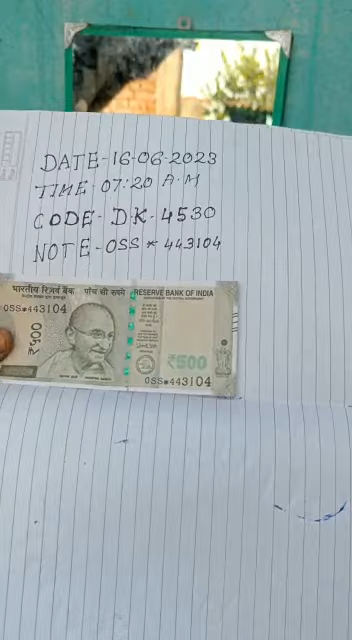 DATE-16-06-2023
TIME-07:20 A.M
CODE-DK-4530
NOTE-OSS * 443104
भारतीय रिज़र्व बैंक पाँच सौ रुपये RESERVE BANK OF INDIA
0SS*443104
₹500
₹500
0SS*443104